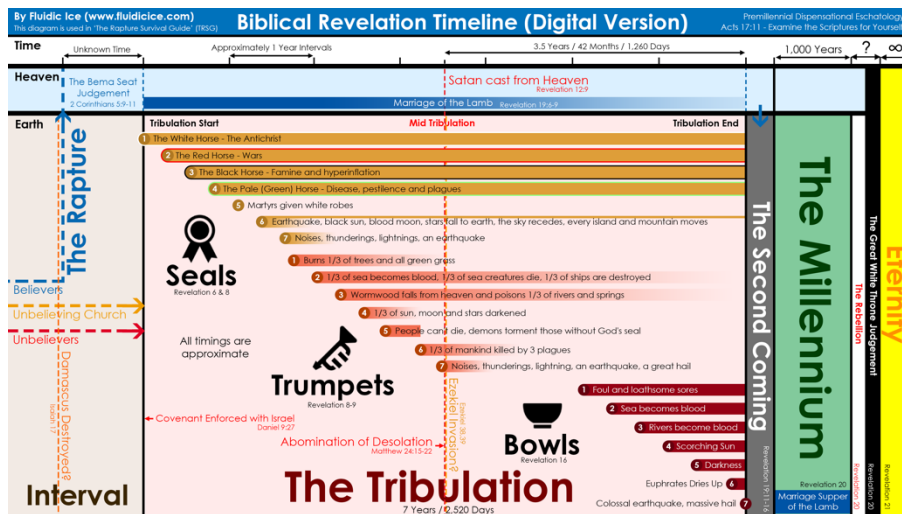 By Fluidic Ice (www.fluidicice.com)
This diagram is used in 'The Rapture Survival Guide' (TRSG)
Biblical Revelation Timeline (Digital Version)
Premillennial Dispensational Eschatology
Acts 17:11 - Examine the Scriptures for Yourself
Time
Unknown Time
Approximately 1 Year Intervals
3.5 Years / 42 Months / 1,260 Days
1,000 Years
?
∞
Heaven
The Bema Seat
Judgement
2 Corinthians 5:9-11
Satan cast from Heaven
Revelation 12:9
Marriage of the Lamb
Revelation 19:6-9
Earth
Tribulation Start
Mid Tribulation
Tribulation End
1 The White Horse - The Antichrist
2 The Red Horse - Wars
3 The Black Horse - Famine and hyperinflation
4 The Pale (Green) Horse - Disease, pestilence and plagues
5 Martyrs given white robes
6 Earthquake, black sun, blood moon, stars fall to earth, the sky recedes, every island and mountain moves
7 Noises, thunderings, lightnings, an earthquake
Seals
Revelation 6 & 8
1 Burns 1/3 of trees and all green grass
2 1/3 of sea becomes blood, 1/3 of sea creatures die, 1/3 of ships are destroyed
3 Wormwood falls from heaven and poisons 1/3 of rivers and springs
4 1/3 of sun, moon and stars darkened
5 People can't die, demons torment those without God's seal
6 1/3 of mankind killed by 3 plagues
7 Noises, thunderings, lightning, an earthquake, a great hail
All timings are
approximate
Trumpets
Revelation 8-9
1 Foul and loathsome sores
2 Sea becomes blood
3 Rivers become blood
4 Scorching Sun
5 Darkness
Euphrates Dries Up 6
Colossal earthquake, massive hail 7
Bowls
Revelation 16
The Rapture
Believers
Unbelieving Church
Unbelievers
Damascus Destroyed?
Isaiah 17
Covenant Enforced with Israel
Daniel 9:27
Abomination of Desolation
Matthew 24:15-22
Ezekiel Invasion?
Ezekiel 38-39
Interval
The Tribulation
7 Years / 2,520 Days
The Second Coming
Revelation 19:11-16
The Millennium
Revelation 20
Marriage Supper
of the Lamb
The Rebellion
Revelation 20
The Great White Throne Judgement
Revelation 20
Eternity
Revelation 21